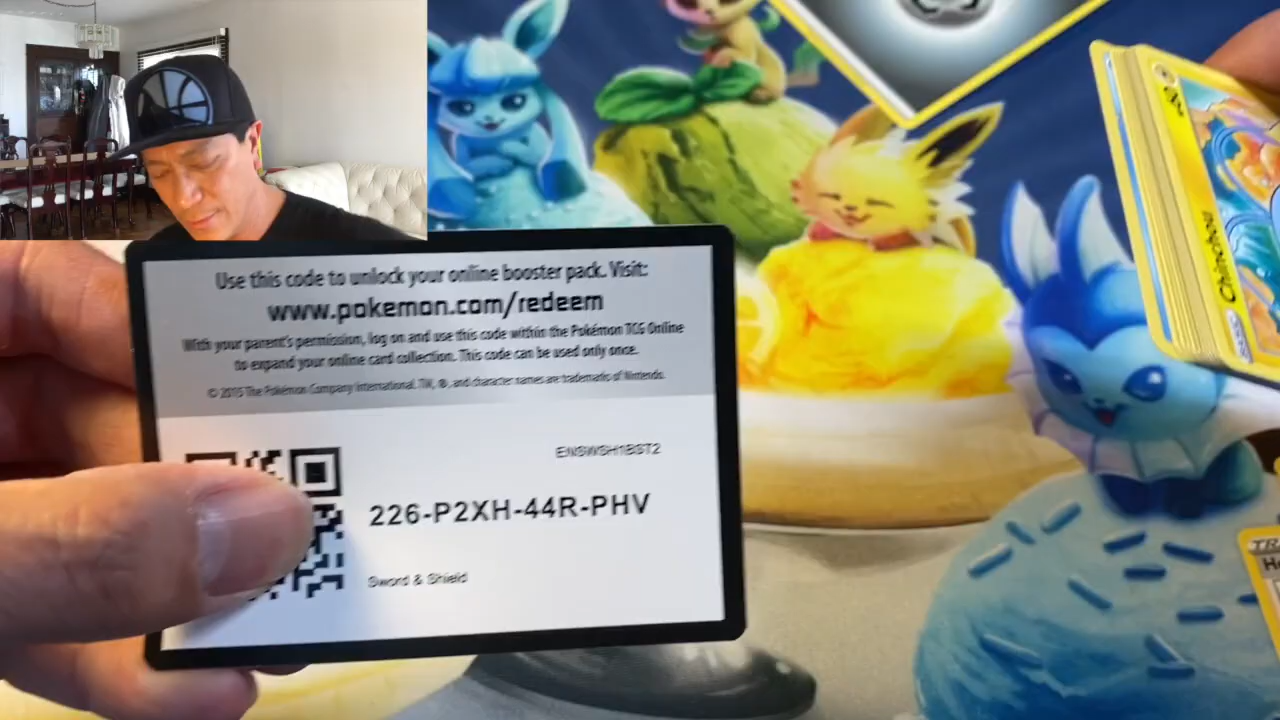 Use this code to unlock your online booster pack. Visit:
www.pokemon.com/redeem
With your parent's permission, log on and use this code within the Pokémon TCG Online
to expand your online card collection. This code can be used only once.
© 2015 The Pokémon Company International. TM, ®, and character names are trademarks of Nintendo.
ENSWSH1BST2
226-P2XH-44R-PHV
Sword & Shield
Chinchou